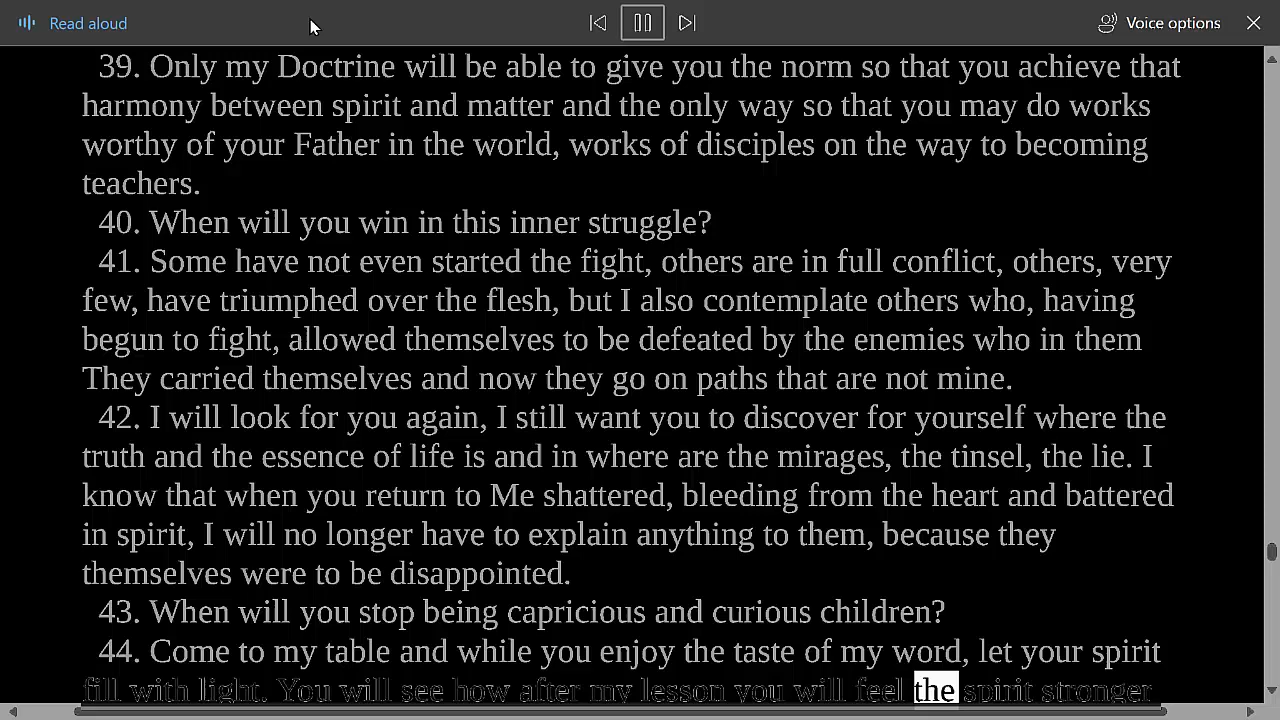 Read aloud
Voice options
39. Only my Doctrine will be able to give you the norm so that you achieve that
harmony between spirit and matter and the only way so that you may do works
worthy of your Father in the world, works of disciples on the way to becoming
teachers.
40. When will you win in this inner struggle?
41. Some have not even started the fight, others are in full conflict, others, very
few, have triumphed over the flesh, but I also contemplate others who, having
begun to fight, allowed themselves to be defeated by the enemies who in them
They carried themselves and now they go on paths that are not mine.
42. I will look for you again, I still want you to discover for yourself where the
truth and the essence of life is and in where are the mirages, the tinsel, the lie. I
know that when you return to Me shattered, bleeding from the heart and battered
in spirit, I will no longer have to explain anything to them, because they
themselves were to be disappointed.
43. When will you stop being capricious and curious children?
44. Come to my table and while you enjoy the taste of my word, let your spirit
fill with light. You will see how after my lesson you will feel the spirit stronger